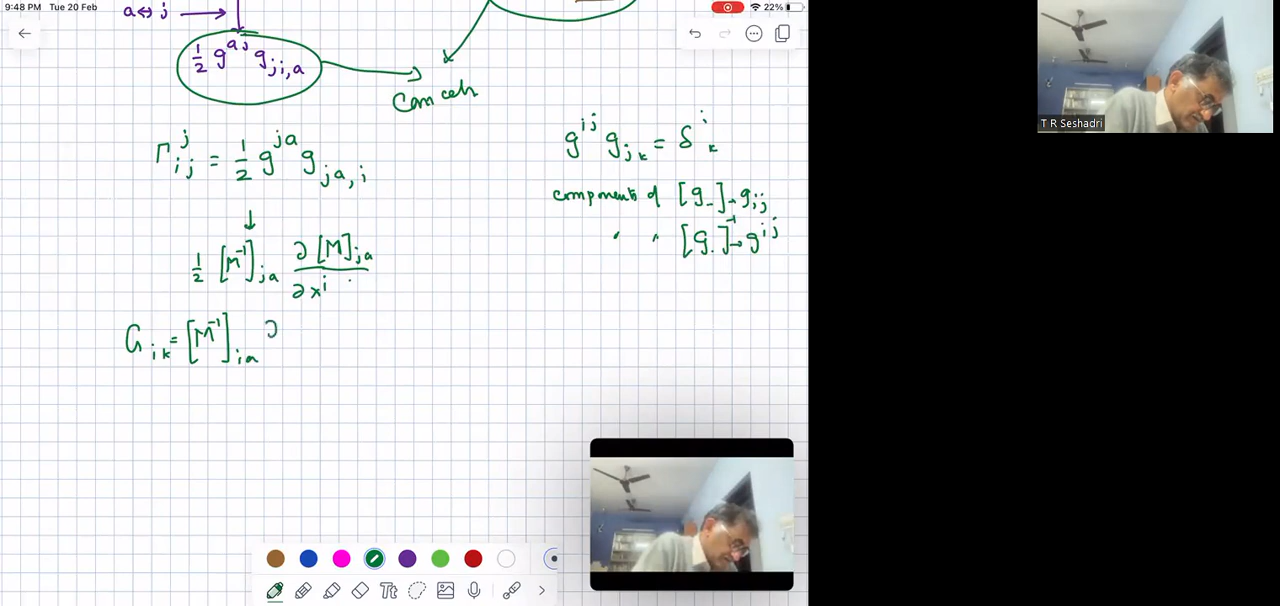 9:48 PM Tue 20 Feb
22%
a↔j →
½ g^{aj} g_{ji,a}
Cancels
Γ^j_{ij} = ½ g^{ja} g_{ja,i}
↓
½ [M⁻¹]_{ja} ∂[M]_{ja} / ∂x^i
G_{ik} = [M⁻¹]_{ia} ∂
g^{ij} g_{jk} = δ^i_k
components of [g_] → g_{ij}
" " [g_]⁻¹ → g^{ij}
T R Seshadri
Tt